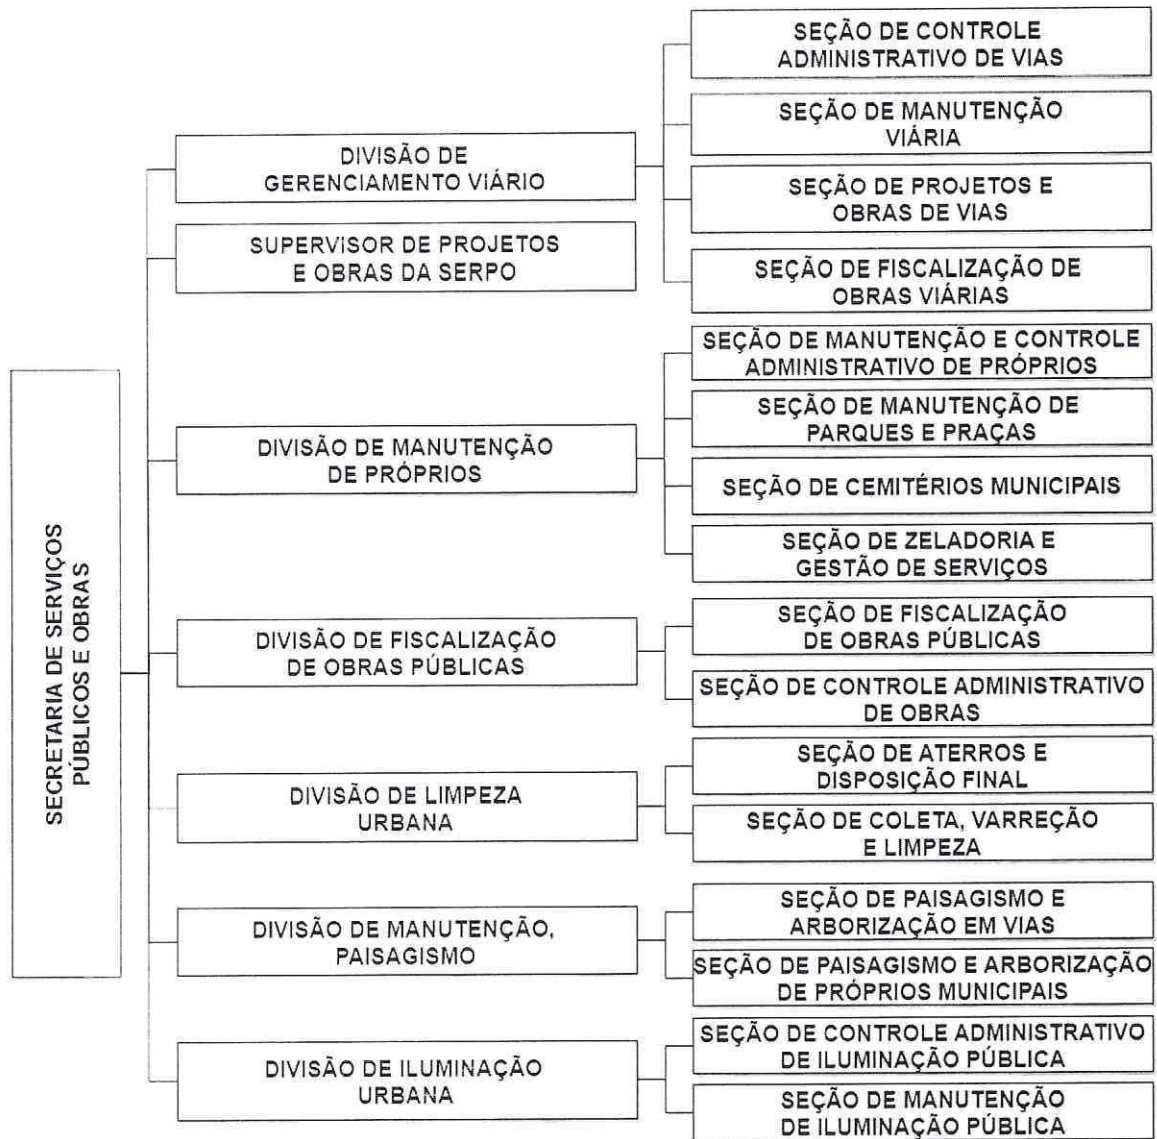 SECRETARIA DE SERVIÇOS
PÚBLICOS E OBRAS
DIVISÃO DE
GERENCIAMENTO VIÁRIO
SEÇÃO DE CONTROLE
ADMINISTRATIVO DE VIAS
SEÇÃO DE MANUTENÇÃO
VIÁRIA
SEÇÃO DE PROJETOS E
OBRAS DE VIAS
SEÇÃO DE FISCALIZAÇÃO DE
OBRAS VIÁRIAS
SUPERVISOR DE PROJETOS
E OBRAS DA SERPO
DIVISÃO DE MANUTENÇÃO
DE PRÓPRIOS
SEÇÃO DE MANUTENÇÃO E CONTROLE
ADMINISTRATIVO DE PRÓPRIOS
SEÇÃO DE MANUTENÇÃO DE
PARQUES E PRAÇAS
SEÇÃO DE CEMITÉRIOS MUNICIPAIS
SEÇÃO DE ZELADORIA E
GESTÃO DE SERVIÇOS
DIVISÃO DE FISCALIZAÇÃO
DE OBRAS PÚBLICAS
SEÇÃO DE FISCALIZAÇÃO
DE OBRAS PÚBLICAS
SEÇÃO DE CONTROLE ADMINISTRATIVO
DE OBRAS
DIVISÃO DE LIMPEZA
URBANA
SEÇÃO DE ATERROS E
DISPOSIÇÃO FINAL
SEÇÃO DE COLETA, VARREÇÃO
E LIMPEZA
DIVISÃO DE MANUTENÇÃO,
PAISAGISMO
SEÇÃO DE PAISAGISMO E
ARBORIZAÇÃO EM VIAS
SEÇÃO DE PAISAGISMO E ARBORIZAÇÃO
DE PRÓPRIOS MUNICIPAIS
DIVISÃO DE ILUMINAÇÃO
URBANA
SEÇÃO DE CONTROLE ADMINISTRATIVO
DE ILUMINAÇÃO PÚBLICA
SEÇÃO DE MANUTENÇÃO
DE ILUMINAÇÃO PÚBLICA